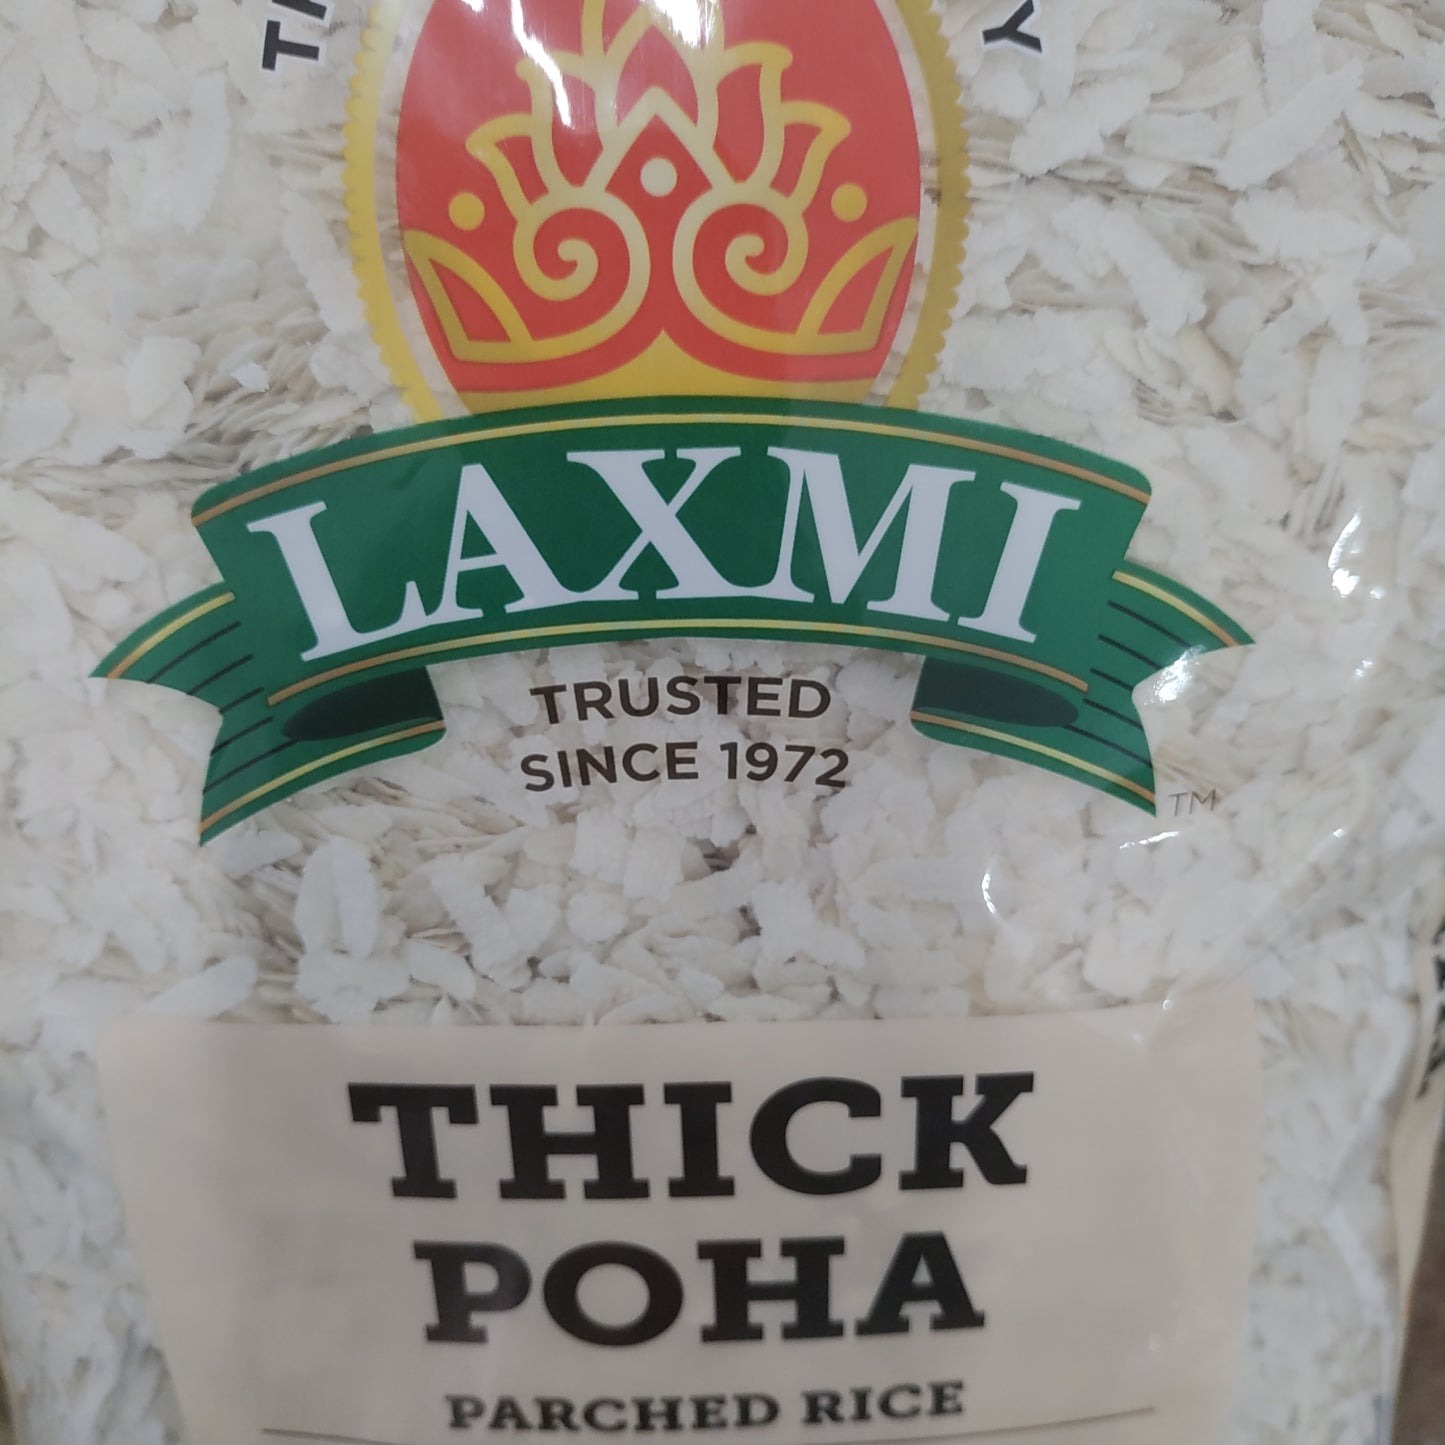 LAXMI
TRUSTED
SINCE 1972
TM
THICK
POHA
PARCHED RICE